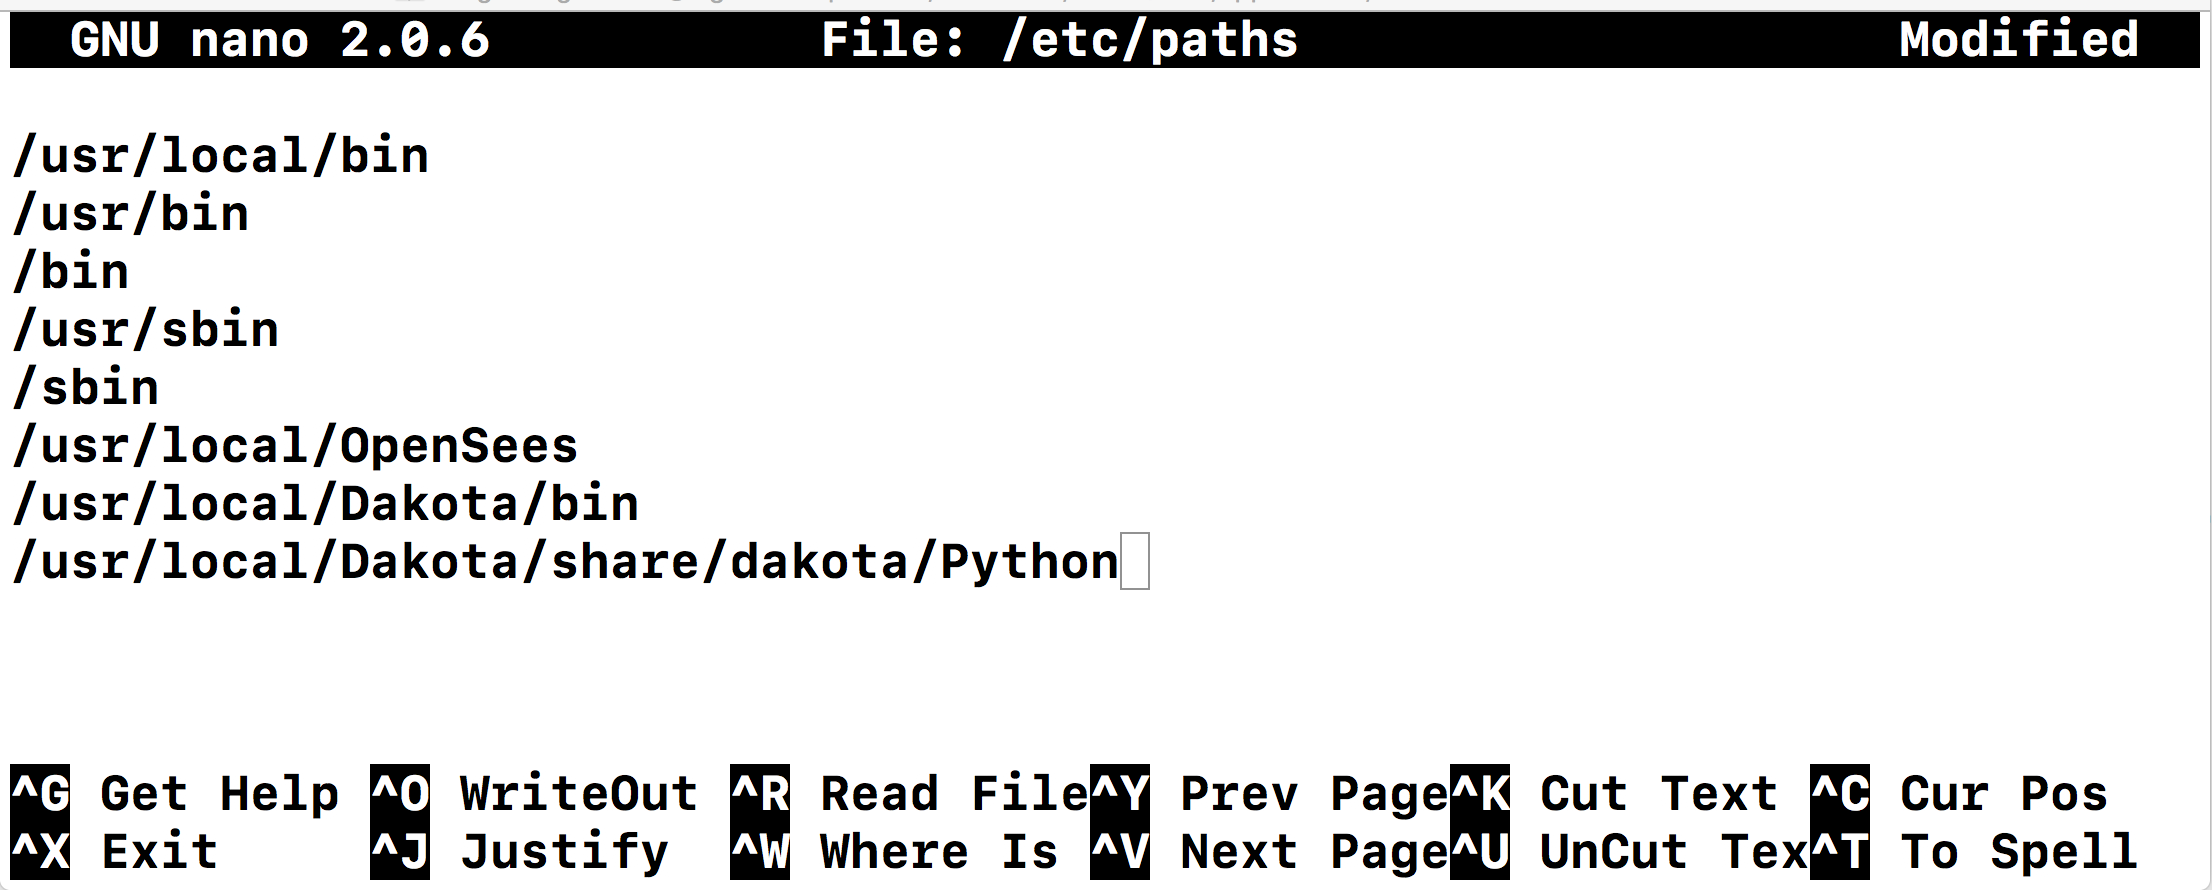 GNU nano 2.0.6 File: /etc/paths Modified
/usr/local/bin
/usr/bin
/bin
/usr/sbin
/sbin
/usr/local/OpenSees
/usr/local/Dakota/bin
/usr/local/Dakota/share/dakota/Python
^G Get Help ^O WriteOut ^R Read File ^Y Prev Page ^K Cut Text ^C Cur Pos
^X Exit ^J Justify ^W Where Is ^V Next Page ^U UnCut Tex ^T To Spell